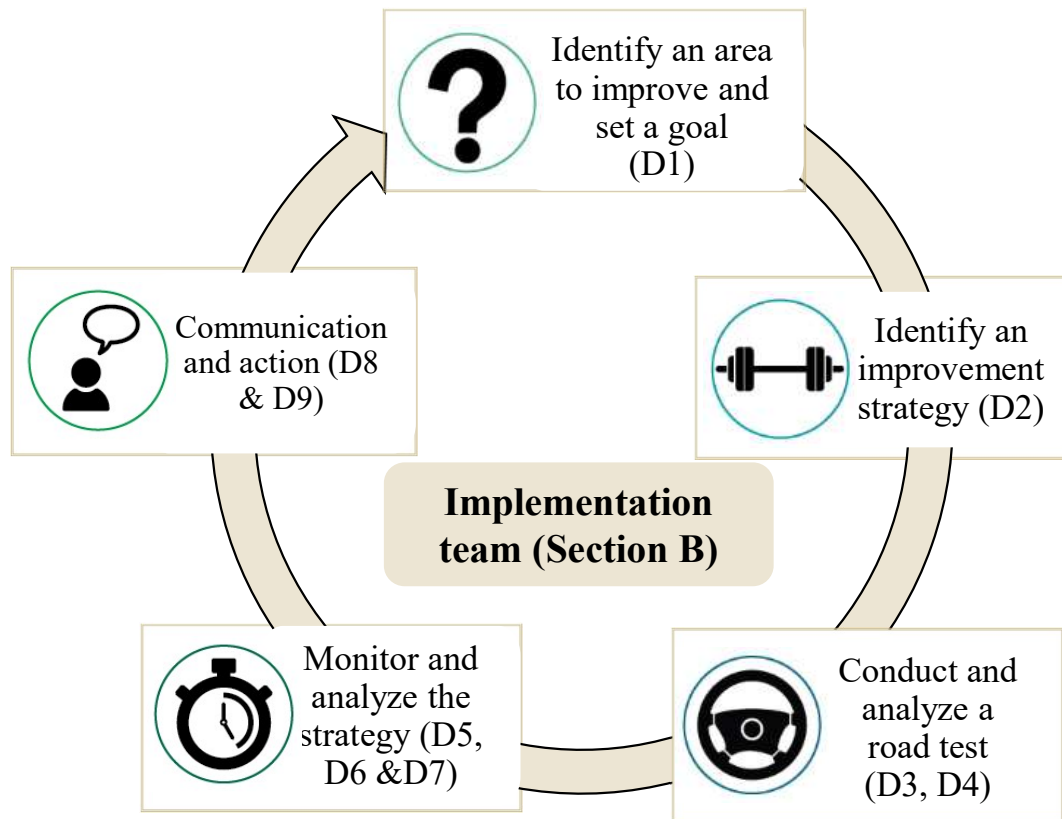 Identify an area
to improve and
set a goal
(D1)
Identify an
improvement
strategy (D2)
Conduct and
analyze a
road test
(D3, D4)
Monitor and
analyze the
strategy (D5,
D6 &D7)
Communication
and action (D8
& D9)
Implementation
team (Section B)